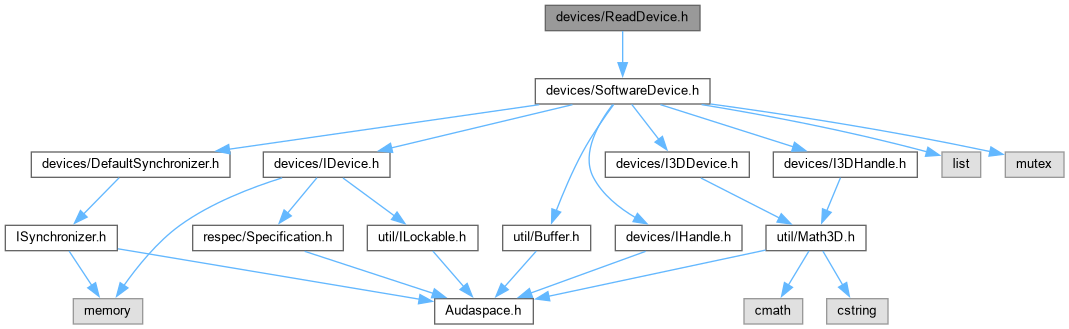 devices/ReadDevice.h
devices/SoftwareDevice.h
devices/DefaultSynchronizer.h
devices/IDevice.h
devices/I3DDevice.h
devices/I3DHandle.h
list
mutex
ISynchronizer.h
respec/Specification.h
util/ILockable.h
util/Buffer.h
devices/IHandle.h
util/Math3D.h
memory
Audaspace.h
cmath
cstring